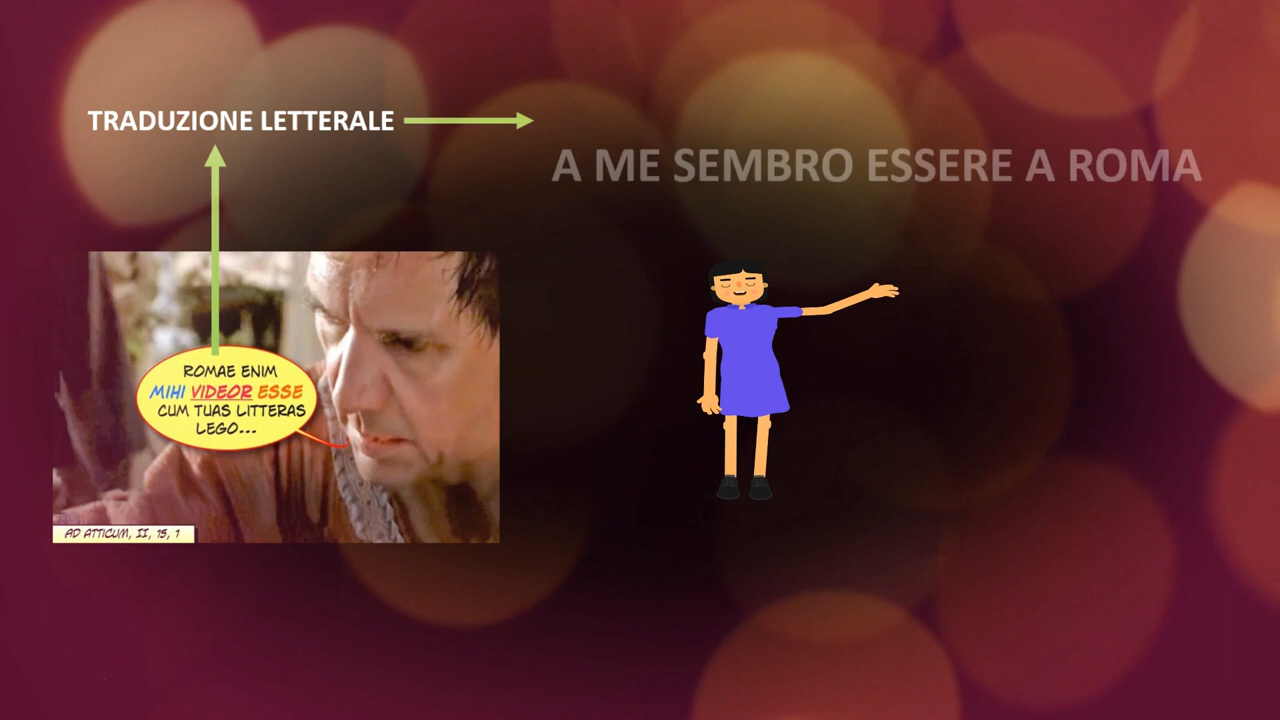 TRADUZIONE LETTERALE
A ME SEMBRO ESSERE A ROMA
ROMAE ENIM
MIHI VIDEOR ESSE
CUM TUAS LITTERAS
LEGO...
AD ATTICUM, II, 15, 1